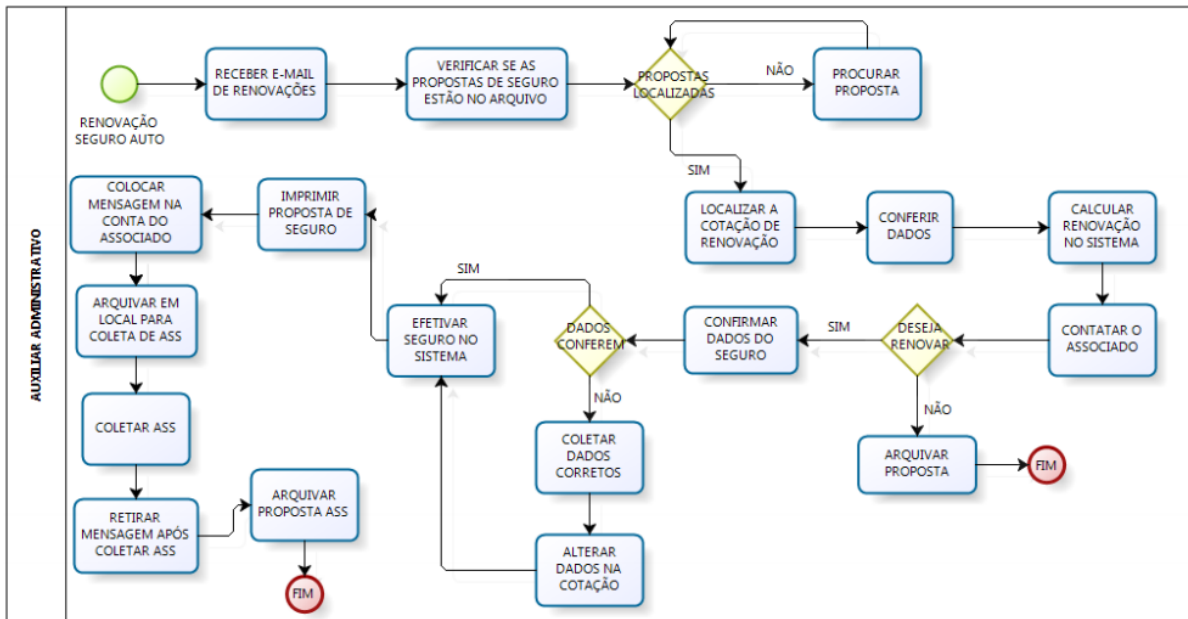 AUXILIAR ADMINISTRATIVO
RENOVAÇÃO
SEGURO AUTO
RECEBER E-MAIL
DE RENOVAÇÕES
VERIFICAR SE AS
PROPOSTAS DE SEGURO
ESTÃO NO ARQUIVO
PROPOSTAS
LOCALIZADAS
NÃO
PROCURAR
PROPOSTA
SIM
LOCALIZAR A
COTAÇÃO DE
RENOVAÇÃO
CONFERIR
DADOS
CALCULAR
RENOVAÇÃO
NO SISTEMA
CONTATAR O
ASSOCIADO
DESEJA
RENOVAR
NÃO
ARQUIVAR
PROPOSTA
FIM
SIM
CONFIRMAR
DADOS DO
SEGURO
DADOS
CONFEREM
NÃO
COLETAR
DADOS
CORRETOS
ALTERAR
DADOS NA
COTAÇÃO
SIM
EFETIVAR
SEGURO NO
SISTEMA
IMPRIMIR
PROPOSTA DE
SEGURO
COLOCAR
MENSAGEM NA
CONTA DO
ASSOCIADO
ARQUIVAR EM
LOCAL PARA
COLETA DE ASS
COLETAR ASS
RETIRAR
MENSAGEM APÓS
COLETAR ASS
ARQUIVAR
PROPOSTA ASS
FIM